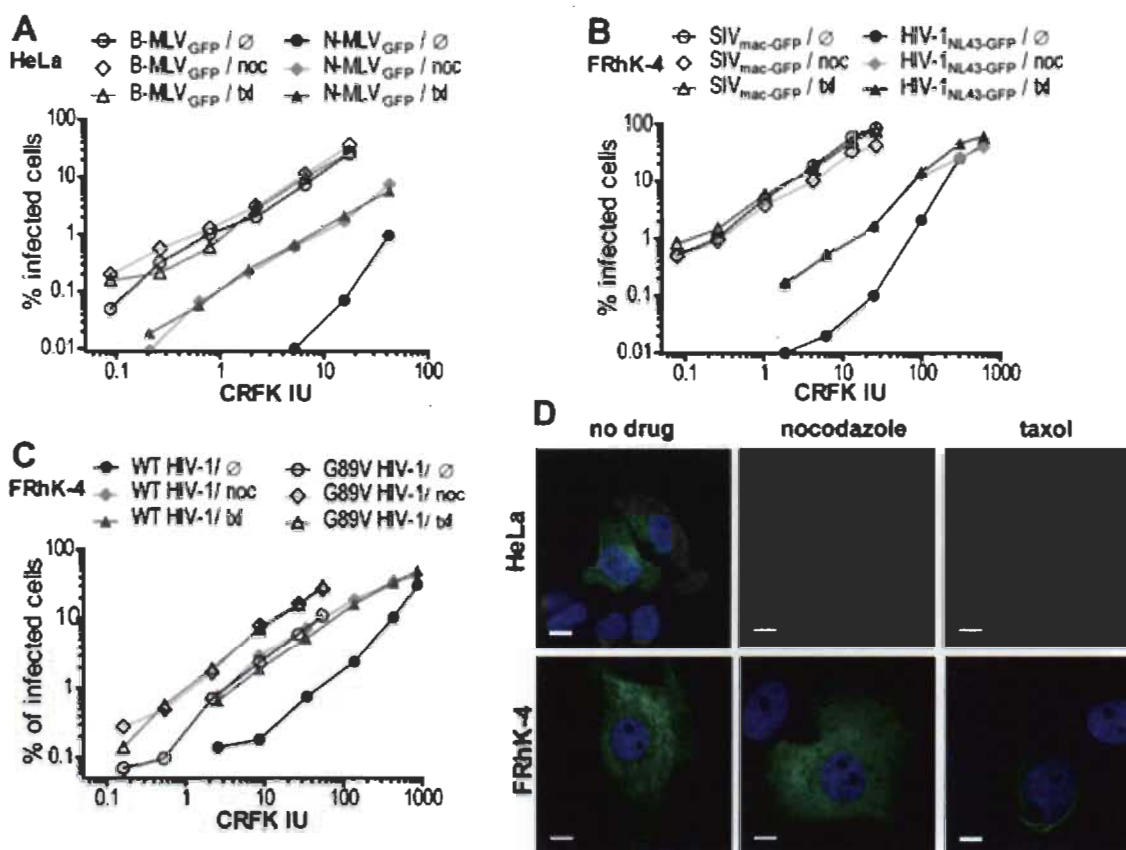 A
HeLa
B-MLVGFP / Ø
B-MLVGFP / noc
B-MLVGFP / txl
N-MLVGFP / Ø
N-MLVGFP / noc
N-MLVGFP / txl
% infected cells
100
10
1
0.1
0.01
0.1 1 10 100
CRFK IU
B
FRhK-4
SIVmac-GFP / Ø
SIVmac-GFP / noc
SIVmac-GFP / txl
HIV-1NL43-GFP / Ø
HIV-1NL43-GFP / noc
HIV-1NL43-GFP / txl
% infected cells
100
10
1
0.1
0.01
0.1 1 10 100 1000
CRFK IU
C
FRhK-4
WT HIV-1/ Ø
WT HIV-1/ noc
WT HIV-1/ txl
G89V HIV-1/ Ø
G89V HIV-1/ noc
G89V HIV-1/ txl
% of infected cells
100
10
1
0.1
0.1 1 10 100 1000
CRFK IU
D
no drug nocodazole taxol
HeLa
FRhK-4